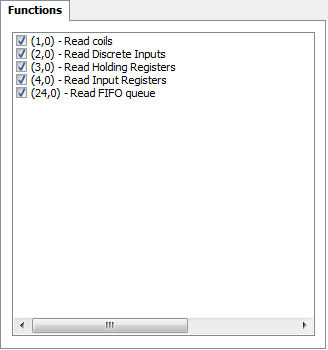 Functions
(1,0) - Read coils
(2,0) - Read Discrete Inputs
(3,0) - Read Holding Registers
(4,0) - Read Input Registers
(24,0) - Read FIFO queue